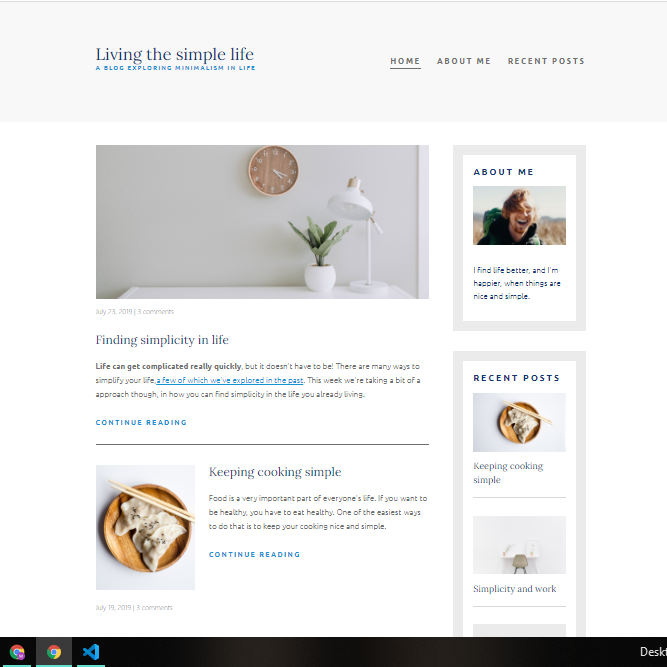 Living the simple life
A BLOG EXPLORING MINIMALISM IN LIFE
HOME ABOUT ME RECENT POSTS
July 23, 2019 | 3 comments
Finding simplicity in life
Life can get complicated really quickly, but it doesn't have to be! There are many ways to
simplify your life, a few of which we've explored in the past. This week we're taking a bit of a
approach though, in how you can find simplicity in the life you already living.
CONTINUE READING
Keeping cooking simple
Food is a very important part of everyone's life. If you want to
be healthy, you have to eat healthy. One of the easiest ways
to do that is to keep your cooking nice and simple.
CONTINUE READING
July 19, 2019 | 3 comments
ABOUT ME
I find life better, and I'm
happier, when things are
nice and simple.
RECENT POSTS
Keeping cooking
simple
Simplicity and work
Deskt